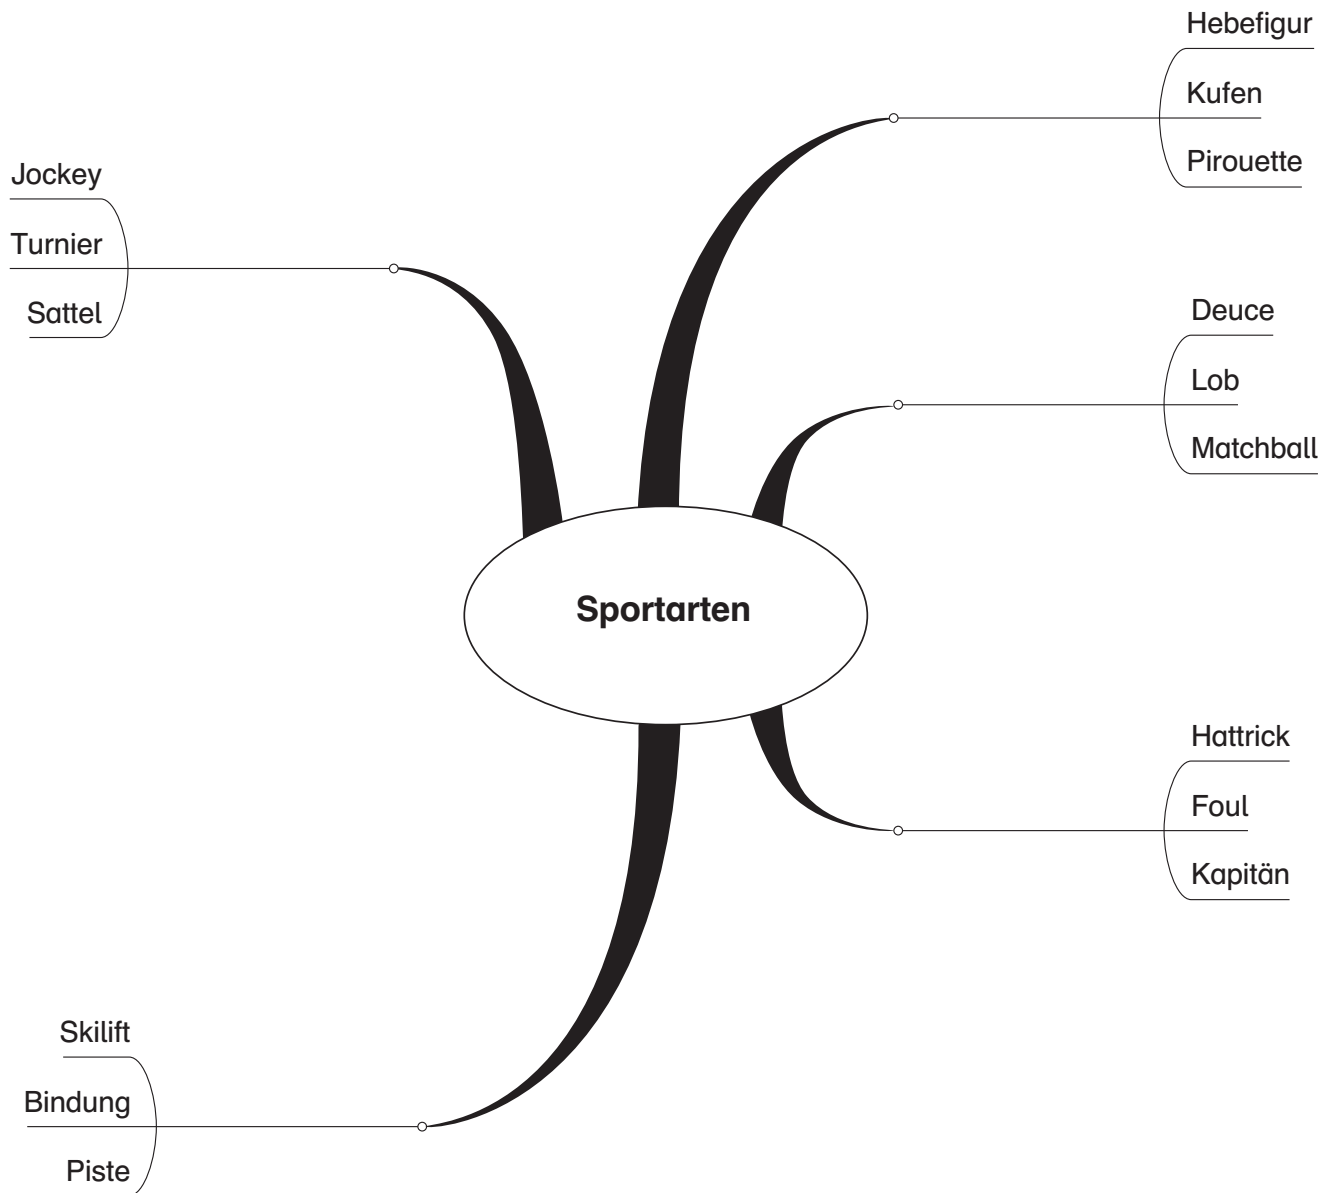 Hebefigur
Kufen
Pirouette
Jockey
Turnier
Sattel
Deuce
Lob
Matchball
Sportarten
Hattrick
Foul
Kapitän
Skilift
Bindung
Piste